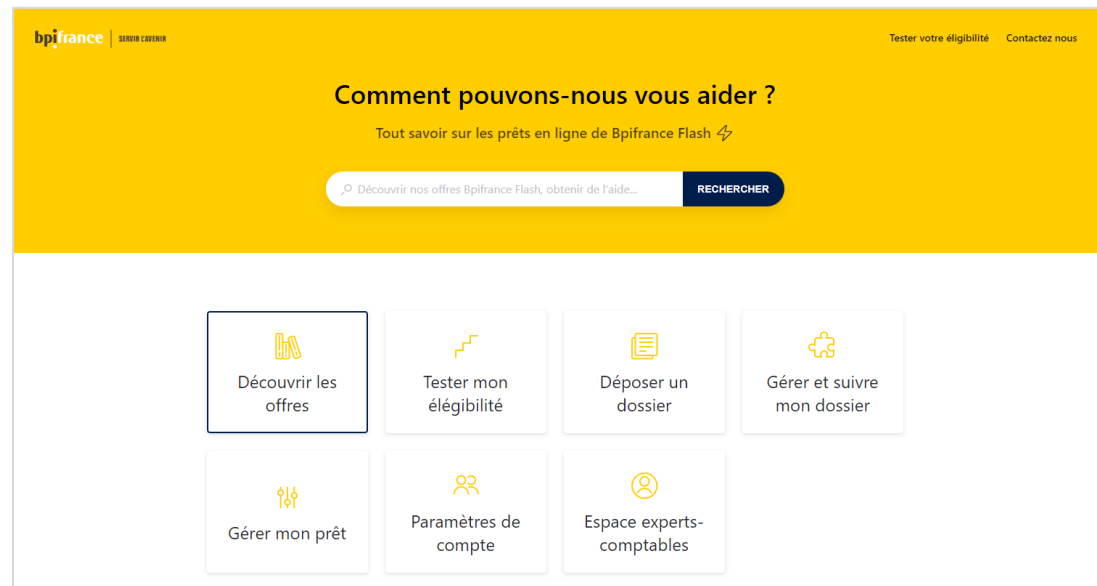 bpifrance SERVIR L'AVENIR
Tester votre éligibilité Contactez nous
Comment pouvons-nous vous aider ?
Tout savoir sur les prêts en ligne de Bpifrance Flash
Découvrir nos offres Bpifrance Flash, obtenir de l'aide...
RECHERCHER
Découvrir les
offres
Tester mon
élégibilité
Déposer un
dossier
Gérer et suivre
mon dossier
Gérer mon prêt
Paramètres de
compte
Espace experts-
comptables